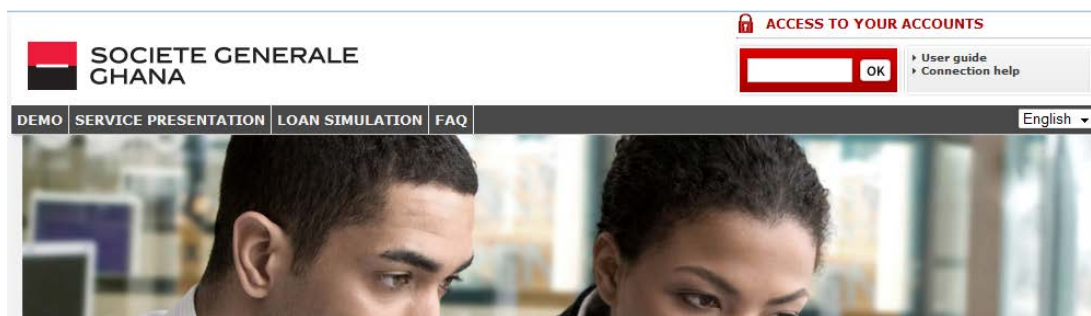 ACCESS TO YOUR ACCOUNTS
SOCIETE GENERALE
GHANA
OK
User guide
Connection help
DEMO SERVICE PRESENTATION LOAN SIMULATION FAQ
English